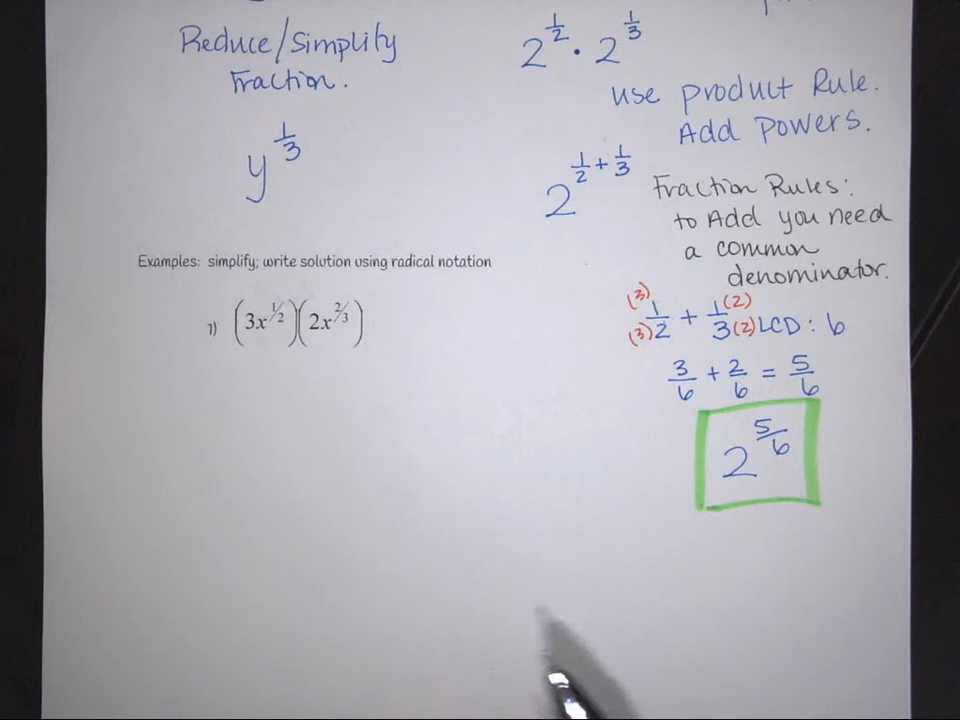 Reduce/Simplify
Fraction.
y^{1/3}
Examples: simplify; write solution using radical notation
7) (3x^{1/2})(2x^{2/3})
2^{1/2} · 2^{1/3}
use product Rule.
Add Powers.
2^{1/2 + 1/3}
Fraction Rules:
to Add you need
a common
denominator.
(3)1/(3)2 + 1(2)/3(2) LCD: 6
3/6 + 2/6 = 5/6
2^{5/6}